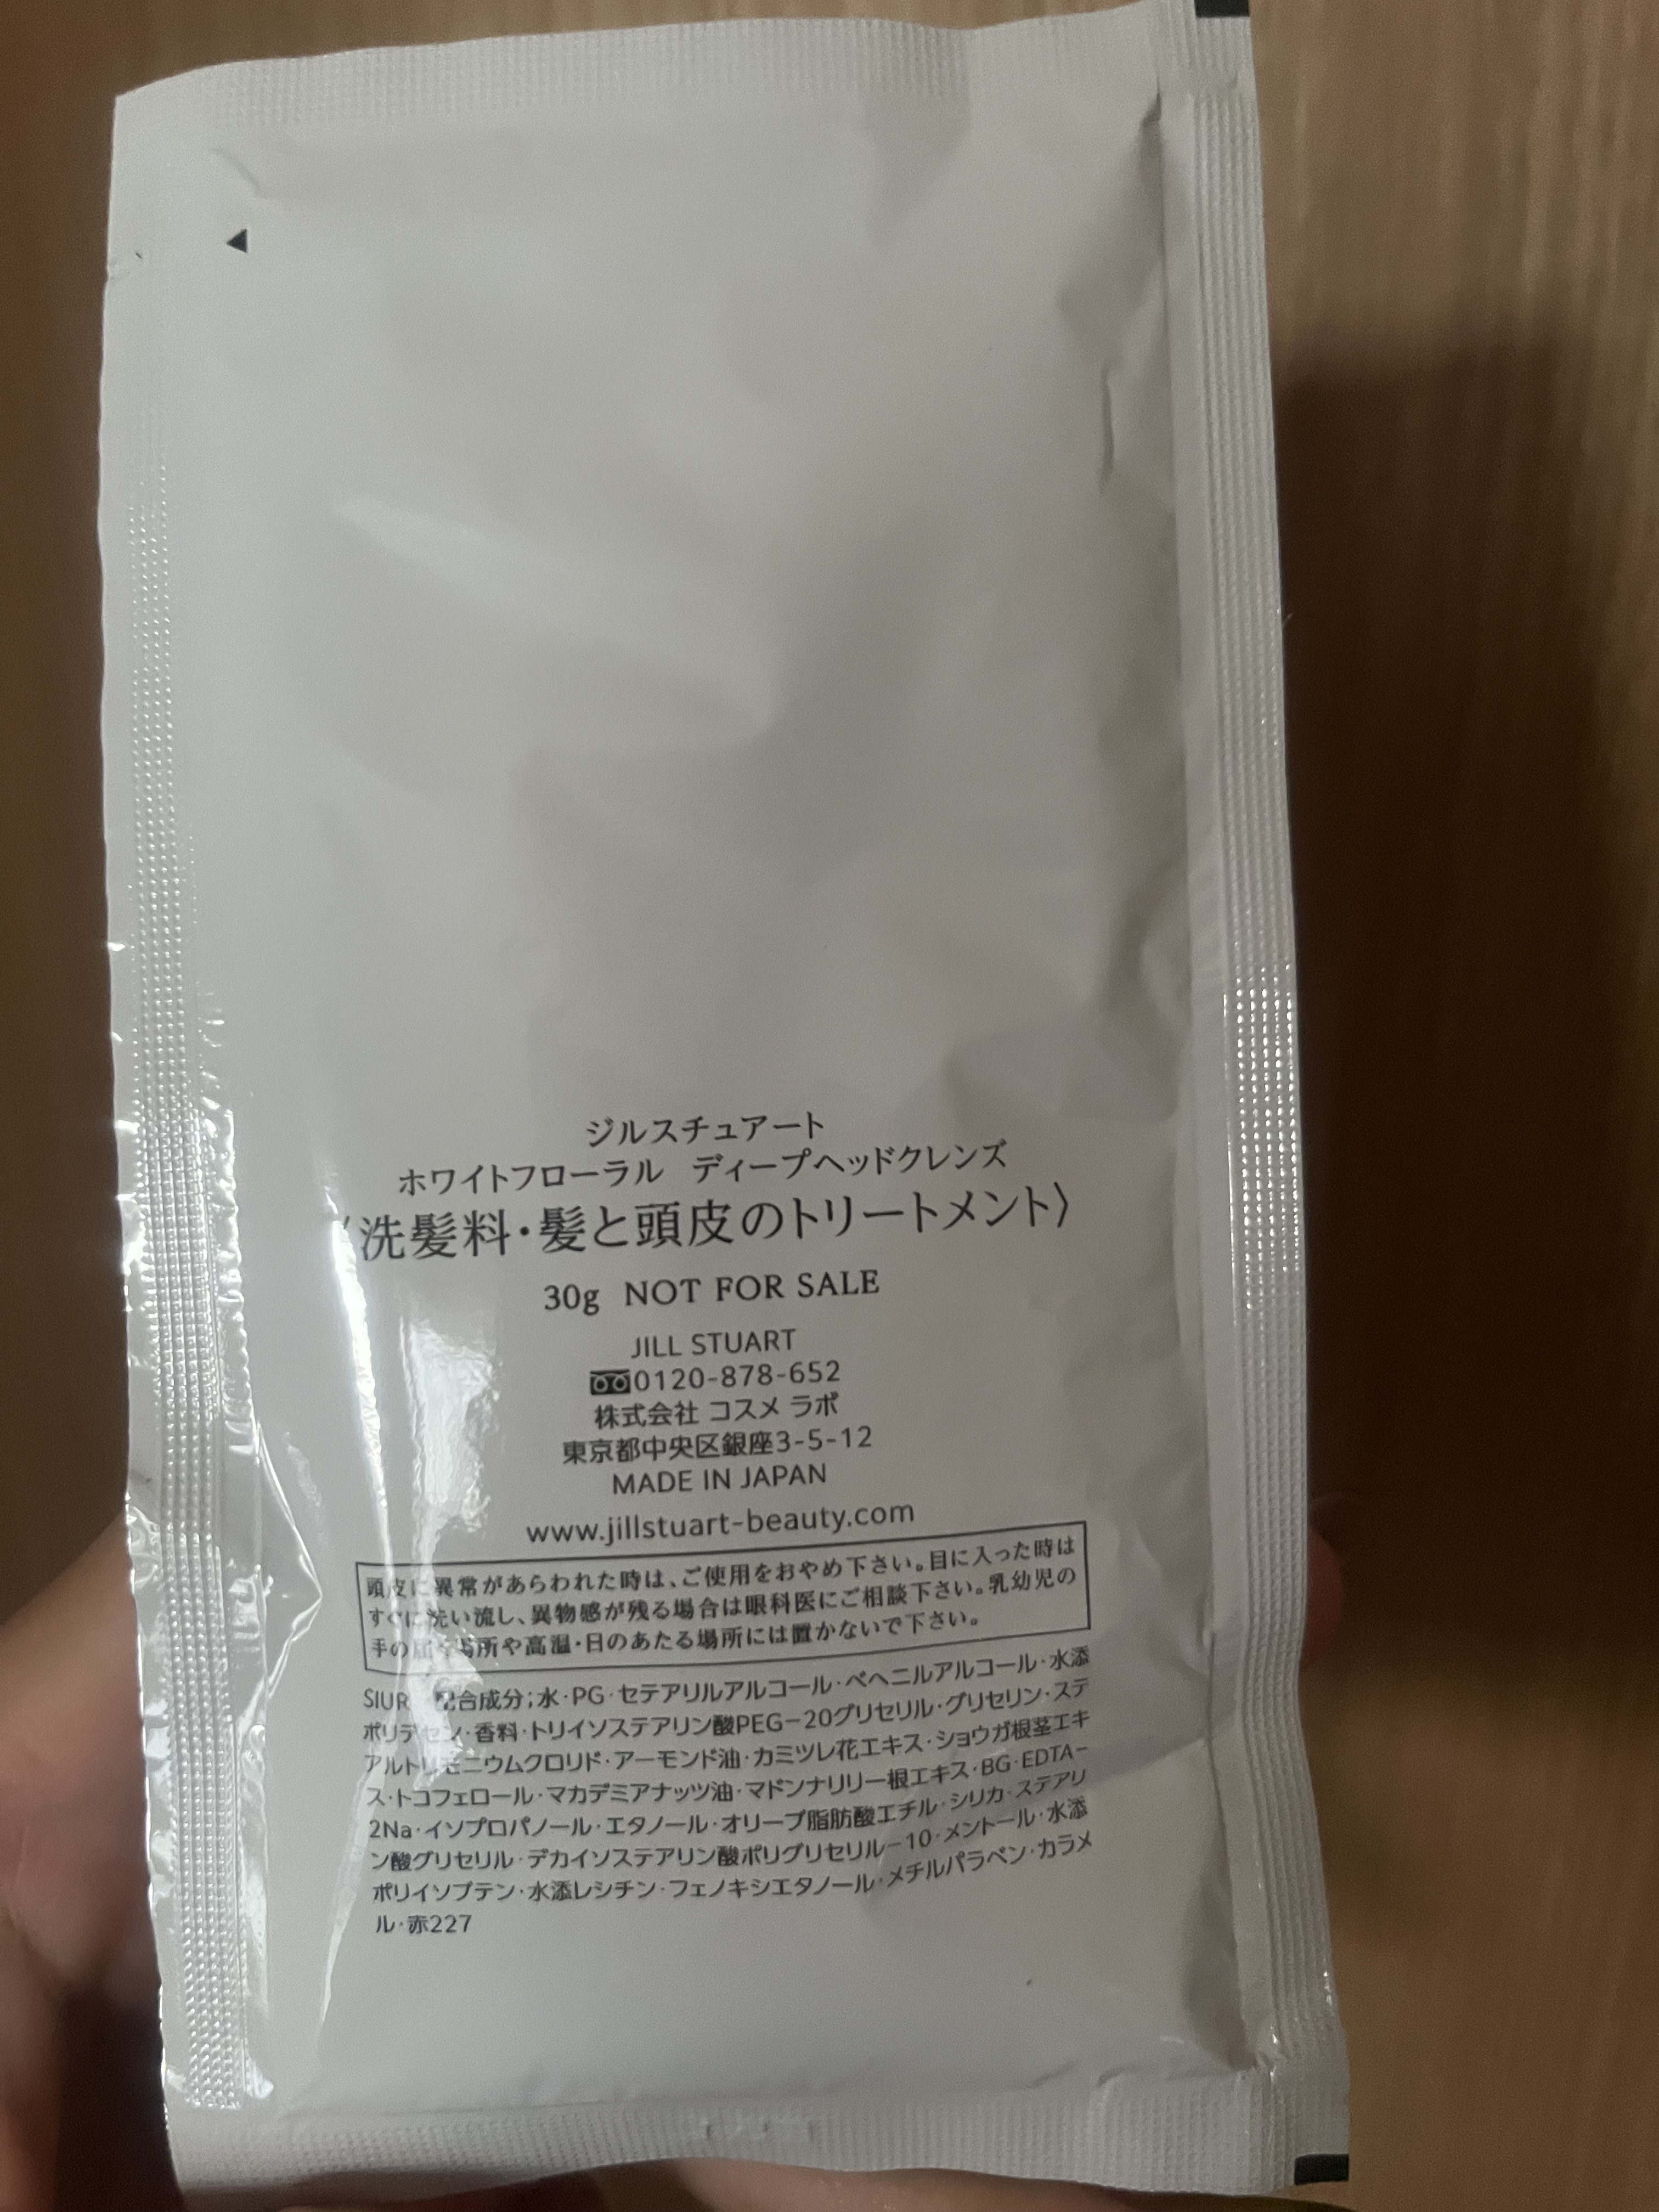 ジルスチュアート
ホワイトフローラル ディープヘッドクレンズ
〈洗髪料・髪と頭皮のトリートメント〉
30g NOT FOR SALE
JILL STUART
0120-878-652
株式会社 コスメ ラボ
東京都中央区銀座3-5-12
MADE IN JAPAN
www.jillstuart-beauty.com
頭皮に異常があらわれた時は、ご使用をおやめ下さい。目に入った時は
すぐに洗い流し、異物感が残る場合は眼科医にご相談下さい。乳幼児の
手の届く場所や高温・日のあたる場所には置かないで下さい。
SIUR 配合成分;水・PG・セテアリルアルコール・ベヘニルアルコール・水添
ポリデセン・香料・トリイソステアリン酸PEG-20グリセリル・グリセリン・ステ
アルトリモニウムクロリド・アーモンド油・カミツレ花エキス・ショウガ根茎エキ
ス・トコフェロール・マカデミアナッツ油・マドンナリリー根エキス・BG・EDTA-
2Na・イソプロパノール・エタノール・オリーブ脂肪酸エチル・シリカ・ステアリ
ン酸グリセリル・デカイソステアリン酸ポリグリセリル-10・メントール・水添
ポリイソブテン・水添レシチン・フェノキシエタノール・メチルパラベン・カラメ
ル・赤227